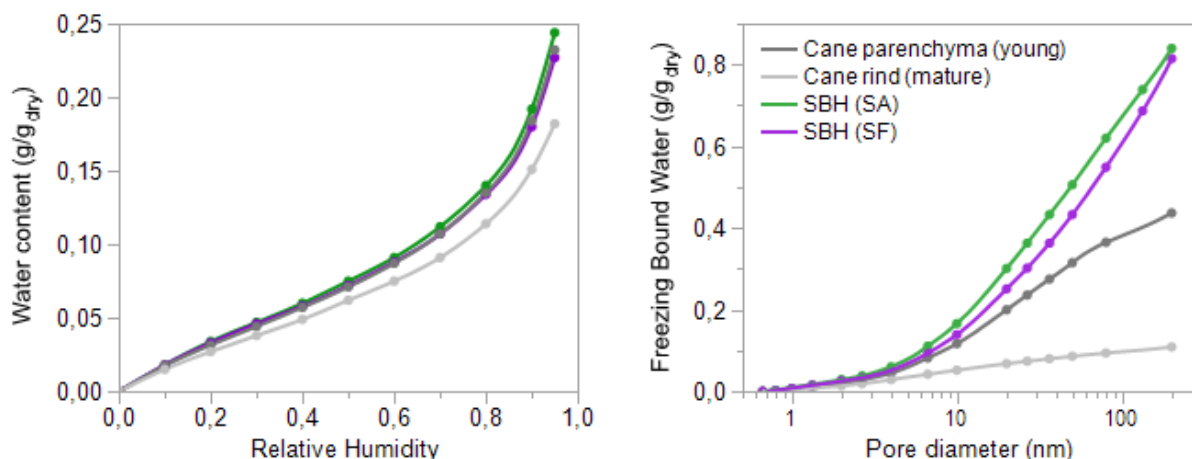 Water content (g/g_dry)
0,25
0,20
0,15
0,10
0,05
0,00
0,0 0,2 0,4 0,6 0,8 1,0
Relative Humidity
Freezing Bound Water (g/g_dry)
0,8
0,6
0,4
0,2
0,0
1 10 100
Pore diameter (nm)
Cane parenchyma (young)
Cane rind (mature)
SBH (SA)
SBH (SF)